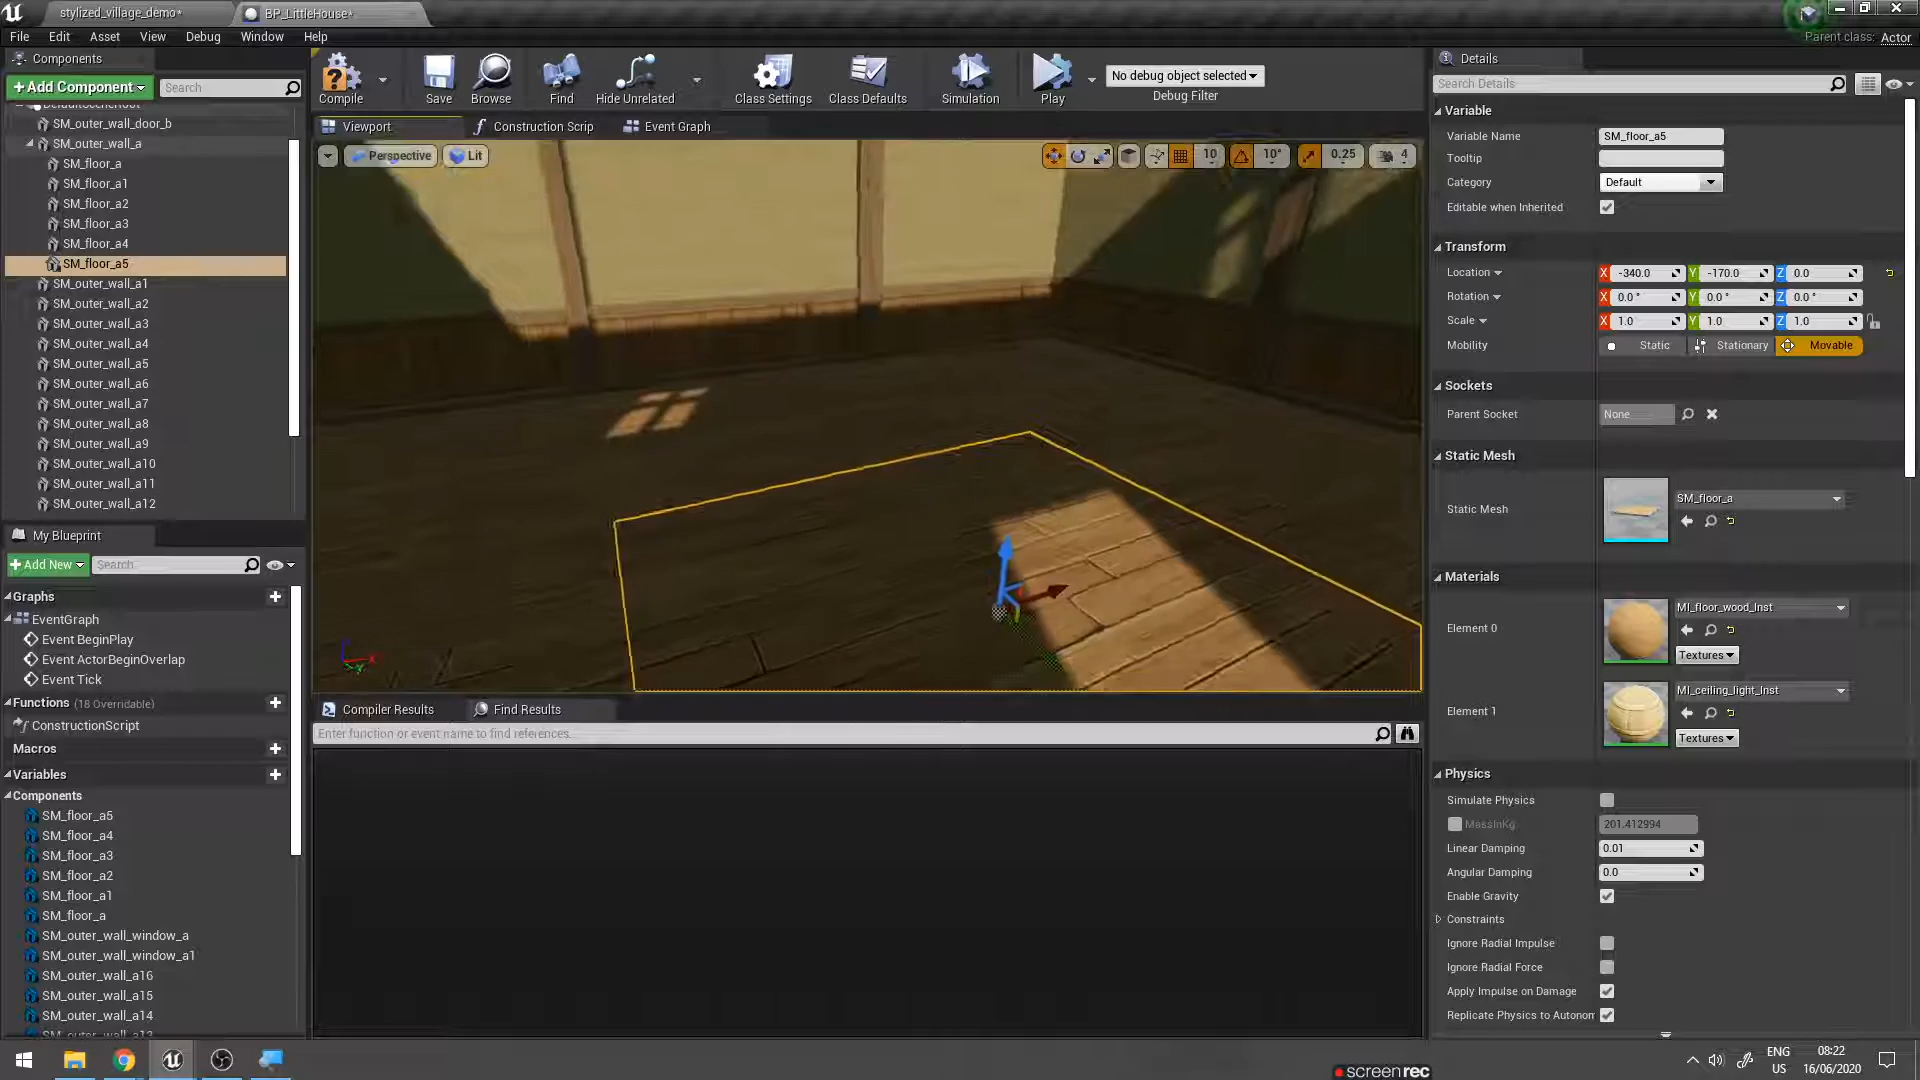 stylized_village_demo*
BP_LittleHouse*
File Edit Asset View Debug Window Help
Parent class: Actor
Components
+Add Component
Search
SM_outer_wall_door_b
SM_outer_wall_a
SM_floor_a
SM_floor_a1
SM_floor_a2
SM_floor_a3
SM_floor_a4
SM_floor_a5
SM_outer_wall_a1
SM_outer_wall_a2
SM_outer_wall_a3
SM_outer_wall_a4
SM_outer_wall_a5
SM_outer_wall_a6
SM_outer_wall_a7
SM_outer_wall_a8
SM_outer_wall_a9
SM_outer_wall_a10
SM_outer_wall_a11
SM_outer_wall_a12
My Blueprint
+Add New
Search
Graphs
EventGraph
Event BeginPlay
Event ActorBeginOverlap
Event Tick
Functions (18 Overridable)
ConstructionScript
Macros
Variables
Components
SM_floor_a5
SM_floor_a4
SM_floor_a3
SM_floor_a2
SM_floor_a1
SM_floor_a
SM_outer_wall_window_a
SM_outer_wall_window_a1
SM_outer_wall_a16
SM_outer_wall_a15
SM_outer_wall_a14
Compile
Save
Browse
Find
Hide Unrelated
Class Settings
Class Defaults
Simulation
Play
No debug object selected
Debug Filter
Viewport
Construction Scrip
Event Graph
Perspective
Lit
10
10°
0.25
4
X
Y
Compiler Results
Find Results
Enter function or event name to find references...
Details
Search Details
Variable
Variable Name SM_floor_a5
Tooltip
Category Default
Editable when Inherited
Transform
Location X -340.0 Y -170.0 Z 0.0
Rotation X 0.0 ° Y 0.0 ° Z 0.0 °
Scale X 1.0 Y 1.0 Z 1.0
Mobility Static Stationary Movable
Sockets
Parent Socket None
Static Mesh
Static Mesh SM_floor_a
Materials
Element 0 MI_floor_wood_Inst
Textures
Element 1 MI_ceiling_light_Inst
Textures
Physics
Simulate Physics
MassInKg 201.412994
Linear Damping 0.01
Angular Damping 0.0
Enable Gravity
Constraints
Ignore Radial Impulse
Ignore Radial Force
Apply Impulse on Damage
Replicate Physics to Autonom
ENG
US
08:22
16/06/2020
screenrec